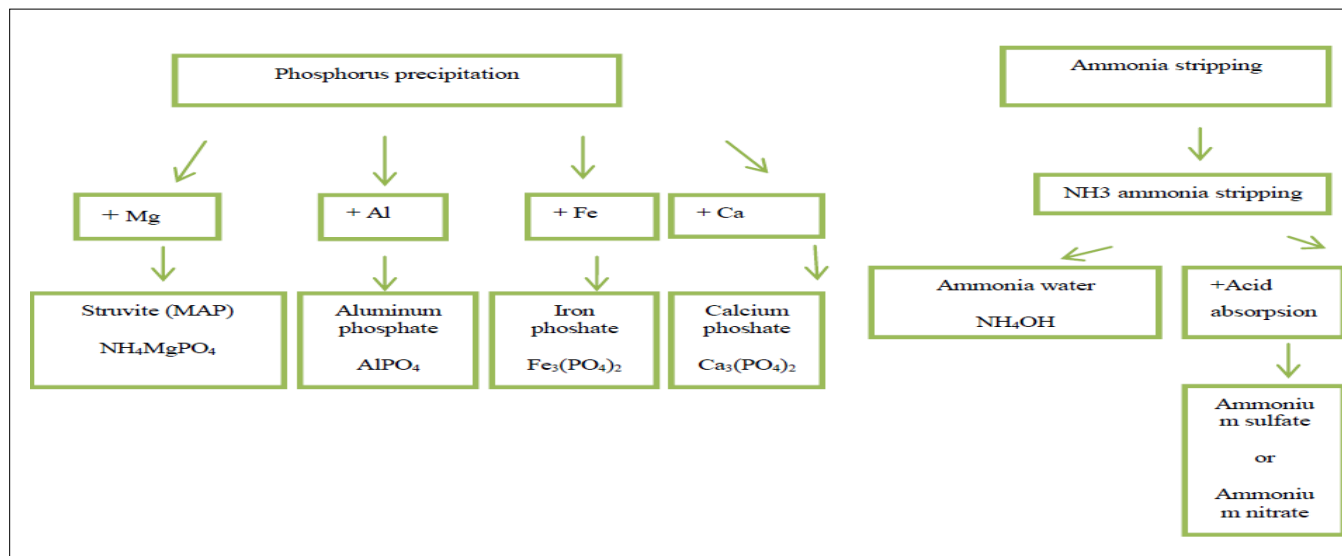 Phosphorus precipitation
+ Mg
+ Al
+ Fe
+ Ca
Struvite (MAP)
NH₄MgPO₄
Aluminum
phosphate
AlPO₄
Iron
phoshate
Fe₃(PO₄)₂
Calcium
phoshate
Ca₃(PO₄)₂
Ammonia stripping
NH3 ammonia stripping
Ammonia water
NH₄OH
+Acid
absorpsion
Ammoniu
m sulfate
or
Ammoniu
m nitrate